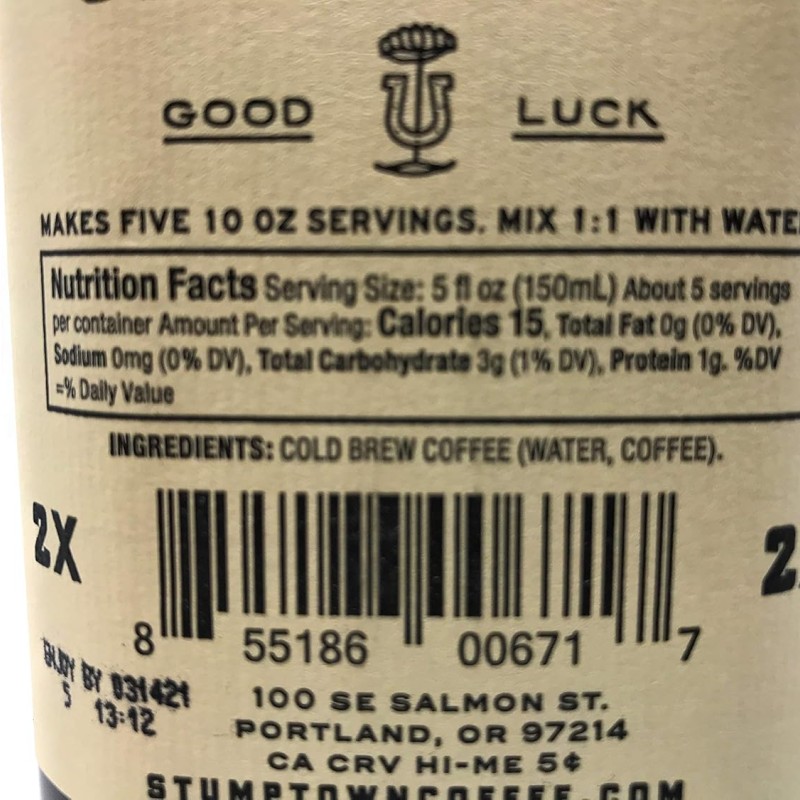 GOOD LUCK
MAKES FIVE 10 OZ SERVINGS. MIX 1:1 WITH WATE
Nutrition Facts Serving Size: 5 fl oz (150mL) About 5 servings
per container Amount Per Serving: Calories 15, Total Fat 0g (0% DV),
Sodium 0mg (0% DV), Total Carbohydrate 3g (1% DV), Protein 1g. %DV
=% Daily Value
INGREDIENTS: COLD BREW COFFEE (WATER, COFFEE).
2X
2
8 55186 00671 7
ENJOY BY 031421
5 13:12
100 SE SALMON ST.
PORTLAND, OR 97214
CA CRV HI-ME 5¢
STUMPTOWNCOFFEE.COM